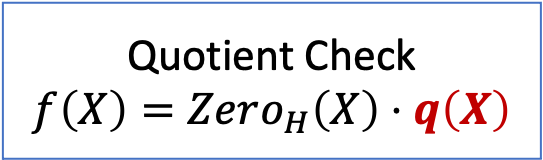 Quotient Check
f(X) = Zero_H(X) · q(X)